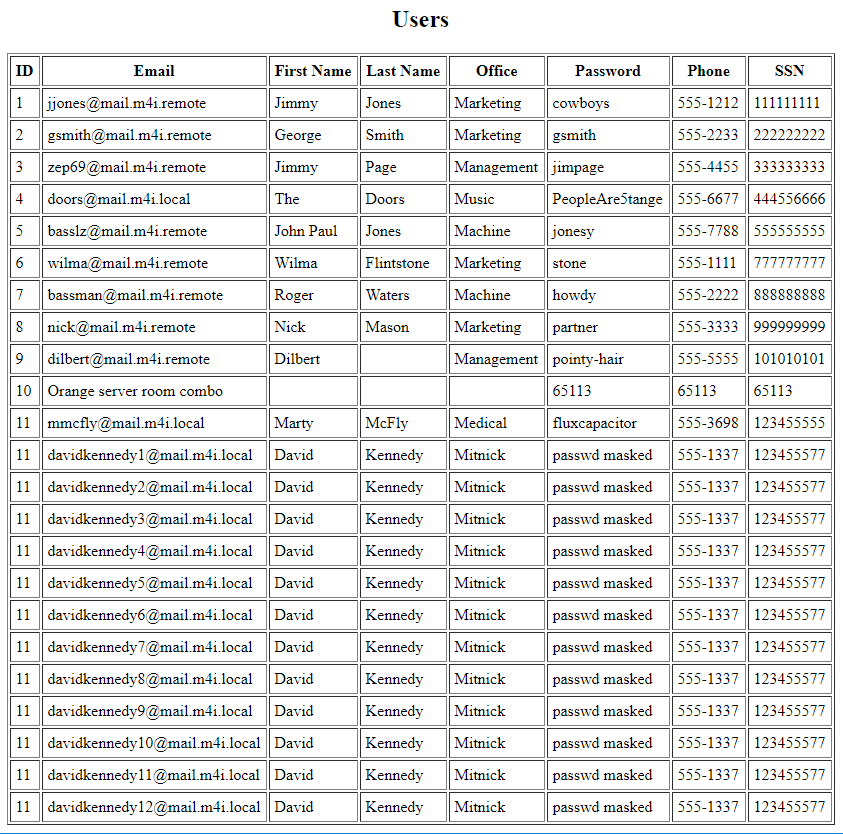 Users
ID Email First Name Last Name Office Password Phone SSN
1 jjones@mail.m4i.remote Jimmy Jones Marketing cowboys 555-1212 111111111
2 gsmith@mail.m4i.remote George Smith Marketing gsmith 555-2233 222222222
3 zep69@mail.m4i.remote Jimmy Page Management jimpage 555-4455 333333333
4 doors@mail.m4i.local The Doors Music PeopleAre5tange 555-6677 444556666
5 basslz@mail.m4i.remote John Paul Jones Machine jonesy 555-7788 555555555
6 wilma@mail.m4i.remote Wilma Flintstone Marketing stone 555-1111 777777777
7 bassman@mail.m4i.remote Roger Waters Machine howdy 555-2222 888888888
8 nick@mail.m4i.remote Nick Mason Marketing partner 555-3333 999999999
9 dilbert@mail.m4i.remote Dilbert Management pointy-hair 555-5555 101010101
10 Orange server room combo 65113 65113 65113
11 mmcfly@mail.m4i.local Marty McFly Medical fluxcapacitor 555-3698 123455555
11 davidkennedy1@mail.m4i.local David Kennedy Mitnick passwd masked 555-1337 123455577
11 davidkennedy2@mail.m4i.local David Kennedy Mitnick passwd masked 555-1337 123455577
11 davidkennedy3@mail.m4i.local David Kennedy Mitnick passwd masked 555-1337 123455577
11 davidkennedy4@mail.m4i.local David Kennedy Mitnick passwd masked 555-1337 123455577
11 davidkennedy5@mail.m4i.local David Kennedy Mitnick passwd masked 555-1337 123455577
11 davidkennedy6@mail.m4i.local David Kennedy Mitnick passwd masked 555-1337 123455577
11 davidkennedy7@mail.m4i.local David Kennedy Mitnick passwd masked 555-1337 123455577
11 davidkennedy8@mail.m4i.local David Kennedy Mitnick passwd masked 555-1337 123455577
11 davidkennedy9@mail.m4i.local David Kennedy Mitnick passwd masked 555-1337 123455577
11 davidkennedy10@mail.m4i.local David Kennedy Mitnick passwd masked 555-1337 123455577
11 davidkennedy11@mail.m4i.local David Kennedy Mitnick passwd masked 555-1337 123455577
11 davidkennedy12@mail.m4i.local David Kennedy Mitnick passwd masked 555-1337 123455577